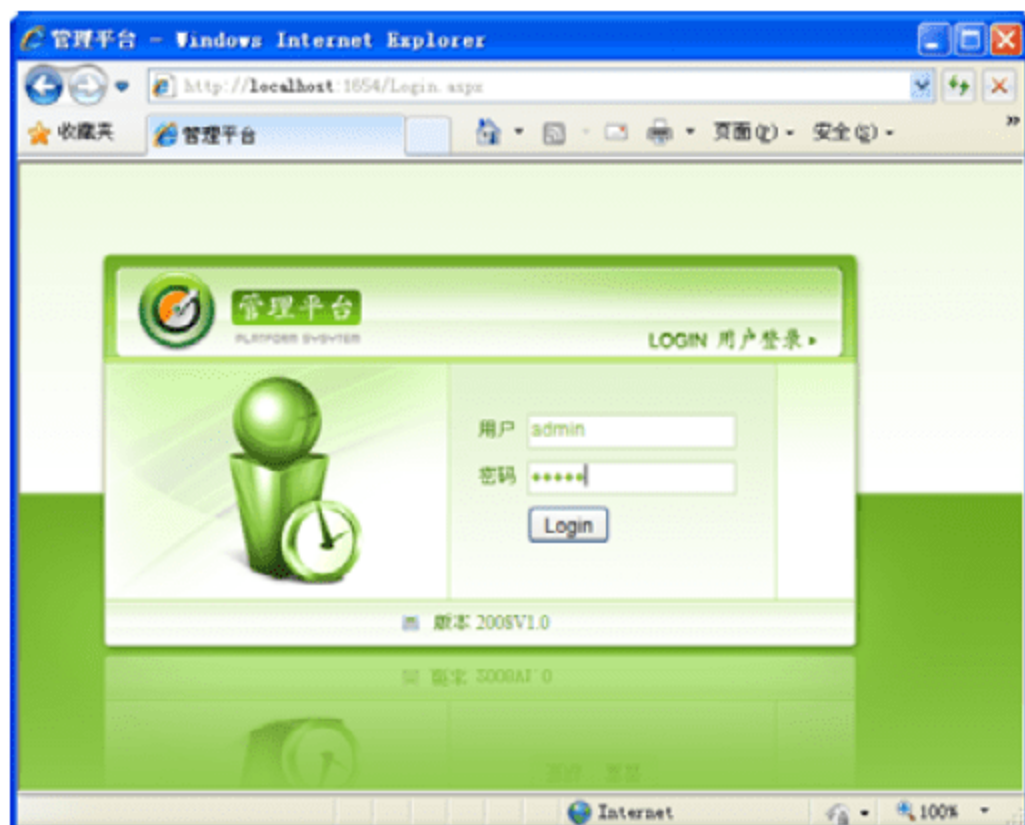 管理平台 - Windows Internet Explorer
http://localhost:1654/Login.aspx
收藏夹 管理平台 页面(P) 安全(S) »
管理平台
PLATFORM SYSYTEM
LOGIN 用户登录
用户 admin
密码 •••••
Login
版本 2008V1.0
Internet 100%